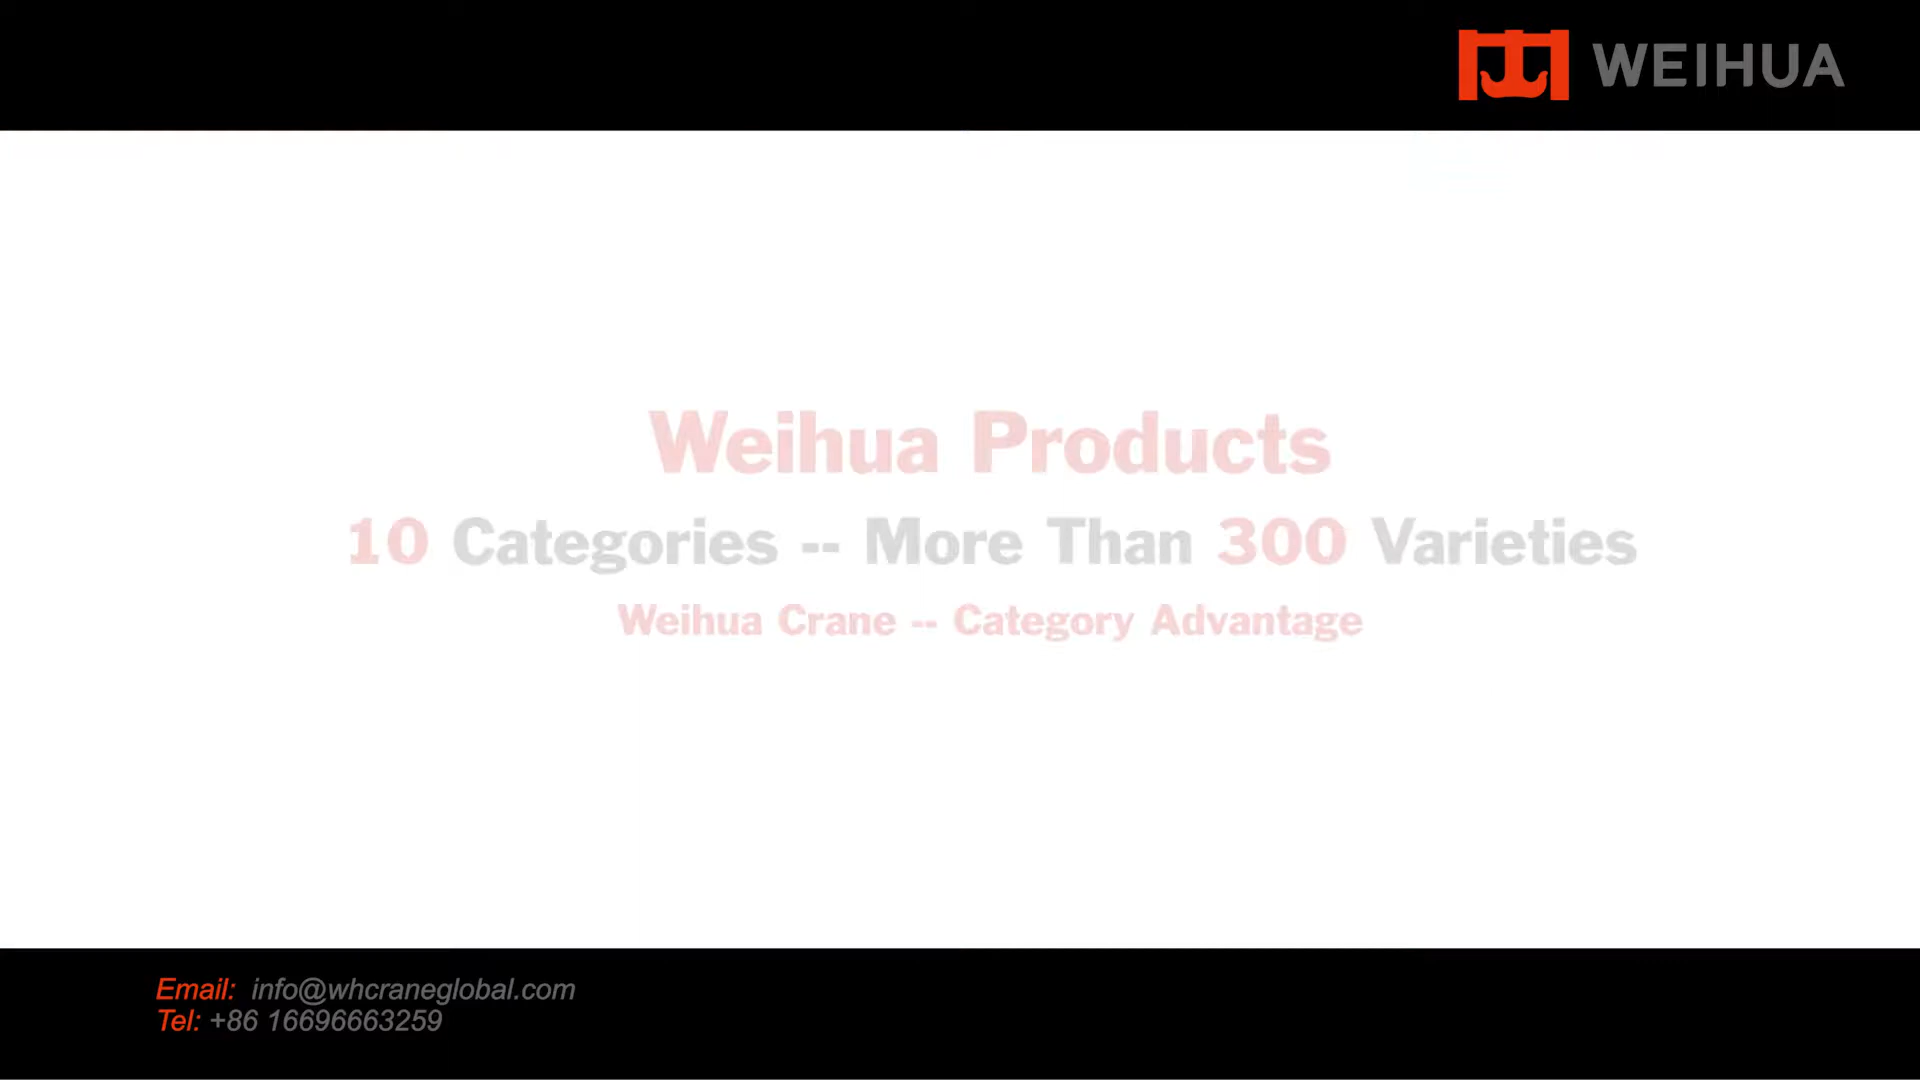 WEIHUA
Weihua Products
10 Categories -- More Than 300 Varieties
Weihua Crane -- Category Advantage
Email: info@whcraneglobal.com
Tel: +86 16696663259